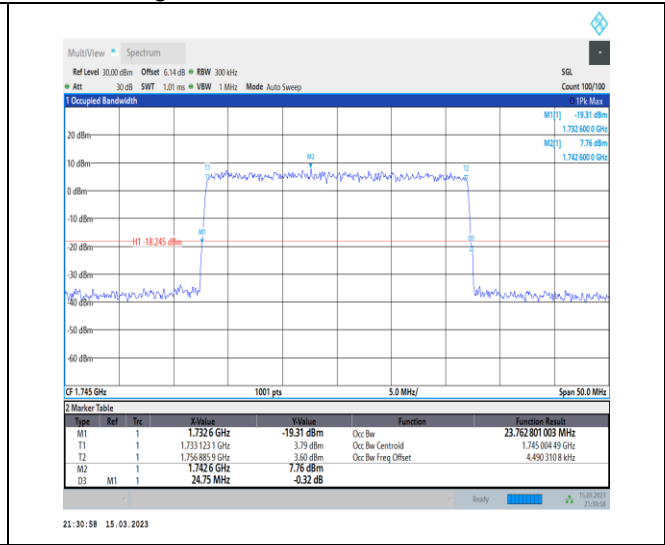 MultiView Spectrum
Ref Level 30.00 dBm Offset 6.14 dB RBW 300 kHz SGL
Att 30 dB SWT 1.01 ms VBW 1 MHz Mode Auto Sweep Count 100/100
1 Occupied Bandwidth 1Pk Max
M1[1] -19.31 dBm
1.732 600 0 GHz
M2[1] 7.76 dBm
1.742 600 0 GHz
20 dBm
M2
10 dBm
T1 T2
0 dBm
-10 dBm
M1
D3
H1 -18.245 dBm
-20 dBm
-30 dBm
-40 dBm
-50 dBm
-60 dBm
CF 1.745 GHz 1001 pts 5.0 MHz/ Span 50.0 MHz
2 Marker Table
Type Ref Trc X-Value Y-Value Function Function Result
M1 1 1.732 6 GHz -19.31 dBm Occ Bw 23.762 801 003 MHz
T1 1 1.733 123 1 GHz 3.79 dBm Occ Bw Centroid 1.745 004 49 GHz
T2 1 1.756 885 9 GHz 3.60 dBm Occ Bw Freq Offset 4.490 310 8 kHz
M2 1 1.742 6 GHz 7.76 dBm
D3 M1 1 24.75 MHz -0.32 dB
Ready 15.03.2023
21:30:58
21:30:58 15.03.2023